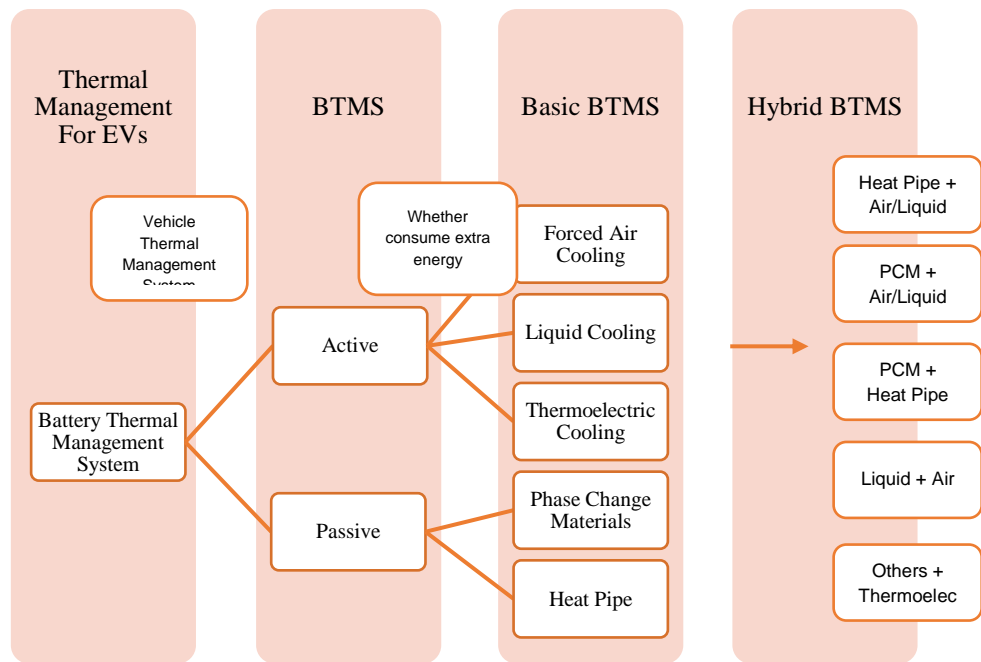 Thermal
Management
For EVs
BTMS
Basic BTMS
Hybrid BTMS
Vehicle
Thermal
Management
System
Whether
consume extra
energy
Forced Air
Cooling
Liquid Cooling
Thermoelectric
Cooling
Phase Change
Materials
Heat Pipe
Active
Passive
Battery Thermal
Management
System
Heat Pipe +
Air/Liquid
PCM +
Air/Liquid
PCM +
Heat Pipe
Liquid + Air
Others +
Thermoelec